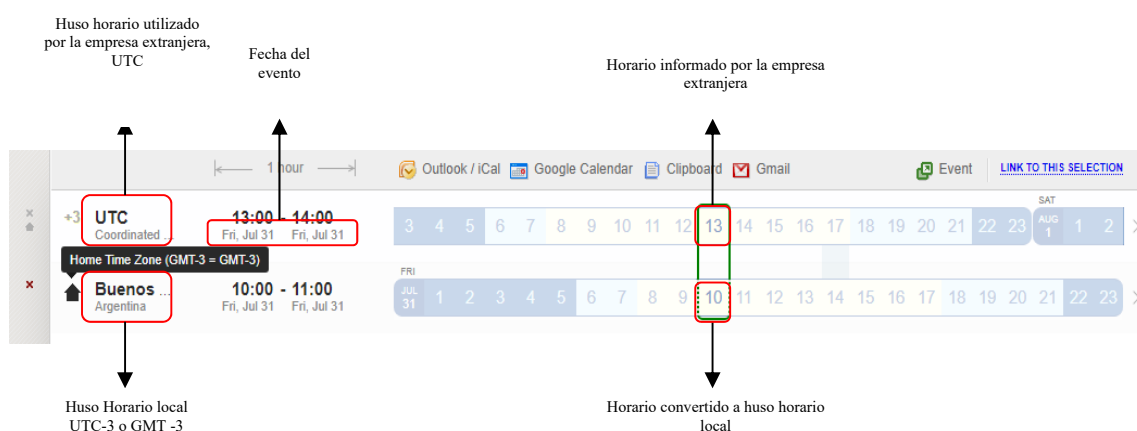 Huso horario utilizado
por la empresa extranjera,
UTC
Fecha del
evento
Horario informado por la empresa
extranjera
1 hour
Outlook / iCal
Google Calendar
Clipboard
Gmail
Event
LINK TO THIS SELECTION
x
+3
UTC
Coordinated ...
13:00 - 14:00
Fri, Jul 31 Fri, Jul 31
SAT
3 4 5 6 7 8 9 10 11 12 13 14 15 16 17 18 19 20 21 22 23 AUG 1 1 2
Home Time Zone (GMT-3 = GMT-3)
x
Buenos ...
Argentina
10:00 - 11:00
Fri, Jul 31 Fri, Jul 31
FRI
JUL 31 1 2 3 4 5 6 7 8 9 10 11 12 13 14 15 16 17 18 19 20 21 22 23
Huso Horario local
UTC-3 o GMT -3
Horario convertido a huso horario
local